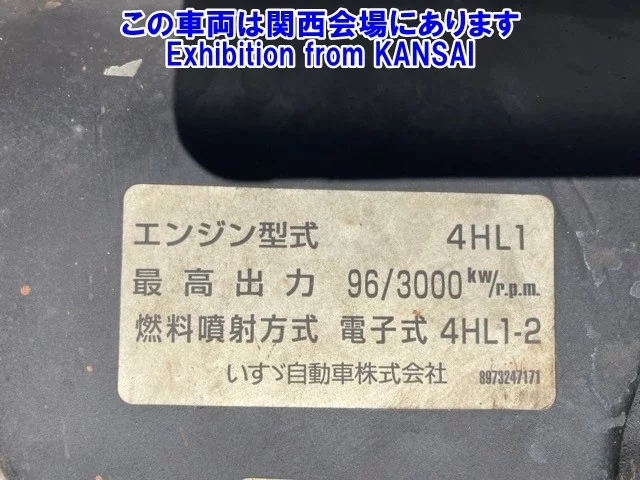 この車両は関西会場にあります
Exhibition from KANSAI
エンジン型式 4HL1
最高出力 96/3000 kw/r.p.m.
燃料噴射方式 電子式 4HL1-2
いすゞ自動車株式会社 8973247171